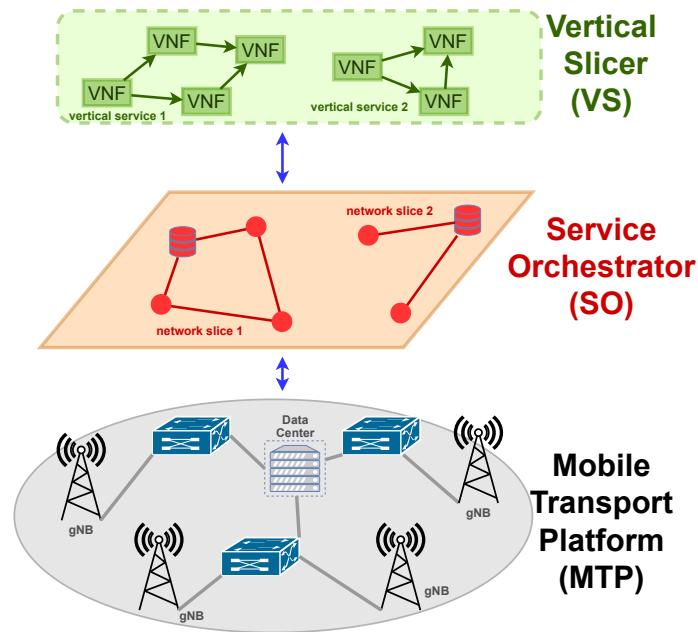 VNF
VNF
VNF
VNF
vertical service 1
VNF
VNF
VNF
vertical service 2
Vertical
Slicer
(VS)
network slice 1
network slice 2
Service
Orchestrator
(SO)
Data
Center
gNB
gNB
gNB
gNB
Mobile
Transport
Platform
(MTP)